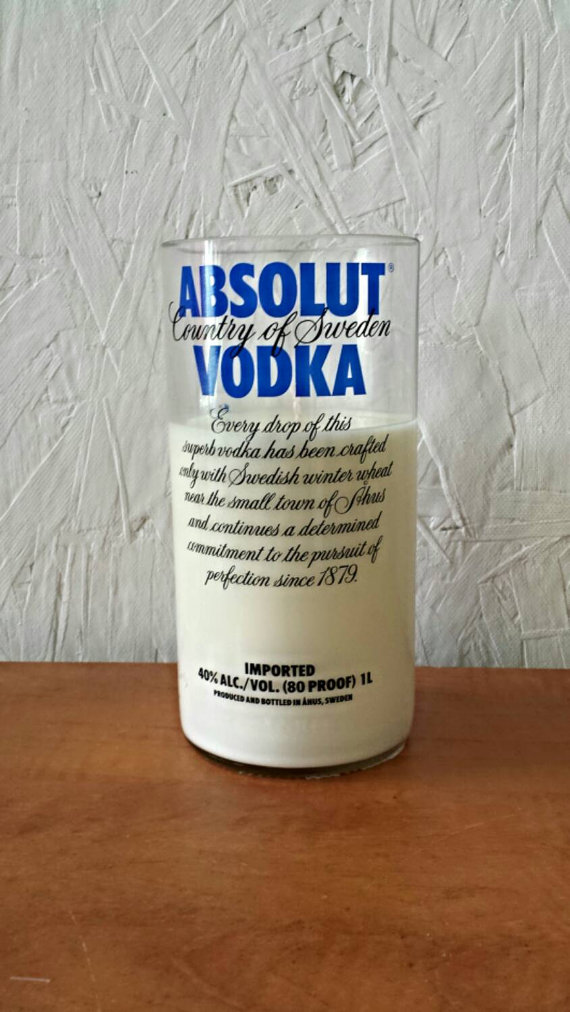 ABSOLUT®
Country of Sweden
VODKA
Every drop of this
superb vodka has been crafted
only with Swedish winter wheat
near the small town of Åhus
and continues a determined
commitment to the pursuit of
perfection since 1879.
IMPORTED
40% ALC./VOL. (80 PROOF) 1L
PRODUCED AND BOTTLED IN ÅHUS, SWEDEN